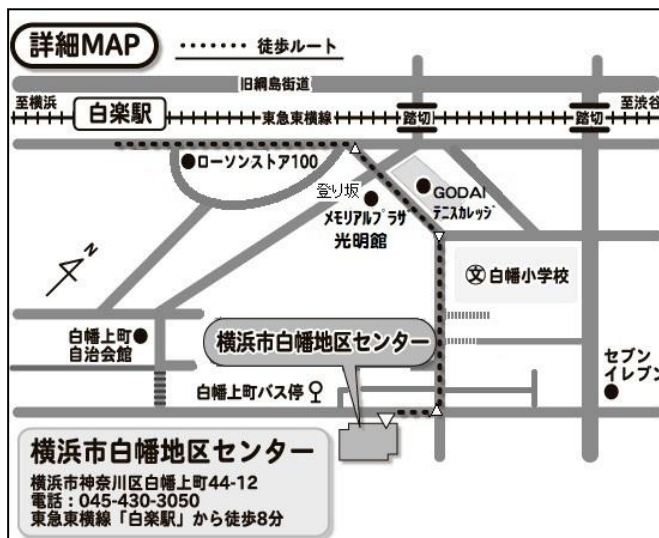 詳細MAP
徒歩ルート
旧綱島街道
至横浜
白楽駅
東急東横線
踏切
踏切
至渋谷
ローソンストア100
登り坂
GODAI
テニスカレッジ
メモリアルプラザ
光明館
N
文
白幡小学校
白幡上町
自治会館
横浜市白幡地区センター
セブン
イレブン
白幡上町バス停
横浜市白幡地区センター
横浜市神奈川区白幡上町44-12
電話：045-430-3050
東急東横線「白楽駅」から徒歩8分